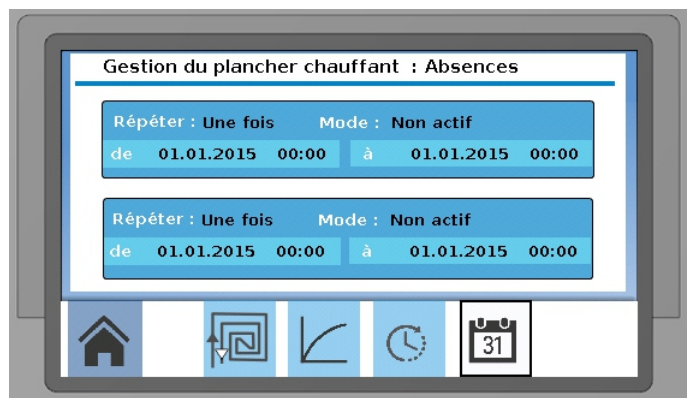 Gestion du plancher chauffant : Absences
Répéter : Une fois Mode : Non actif
de 01.01.2015 00:00 à 01.01.2015 00:00
Répéter : Une fois Mode : Non actif
de 01.01.2015 00:00 à 01.01.2015 00:00
31